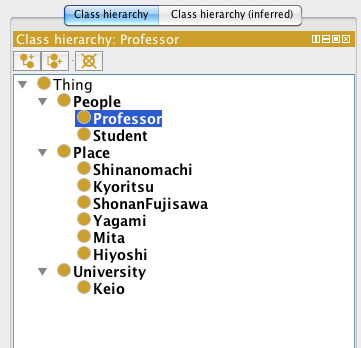 Class hierarchy Class hierarchy (inferred)
Class hierarchy: Professor
Thing
People
Professor
Student
Place
Shinanomachi
Kyoritsu
ShonanFujisawa
Yagami
Mita
Hiyoshi
University
Keio